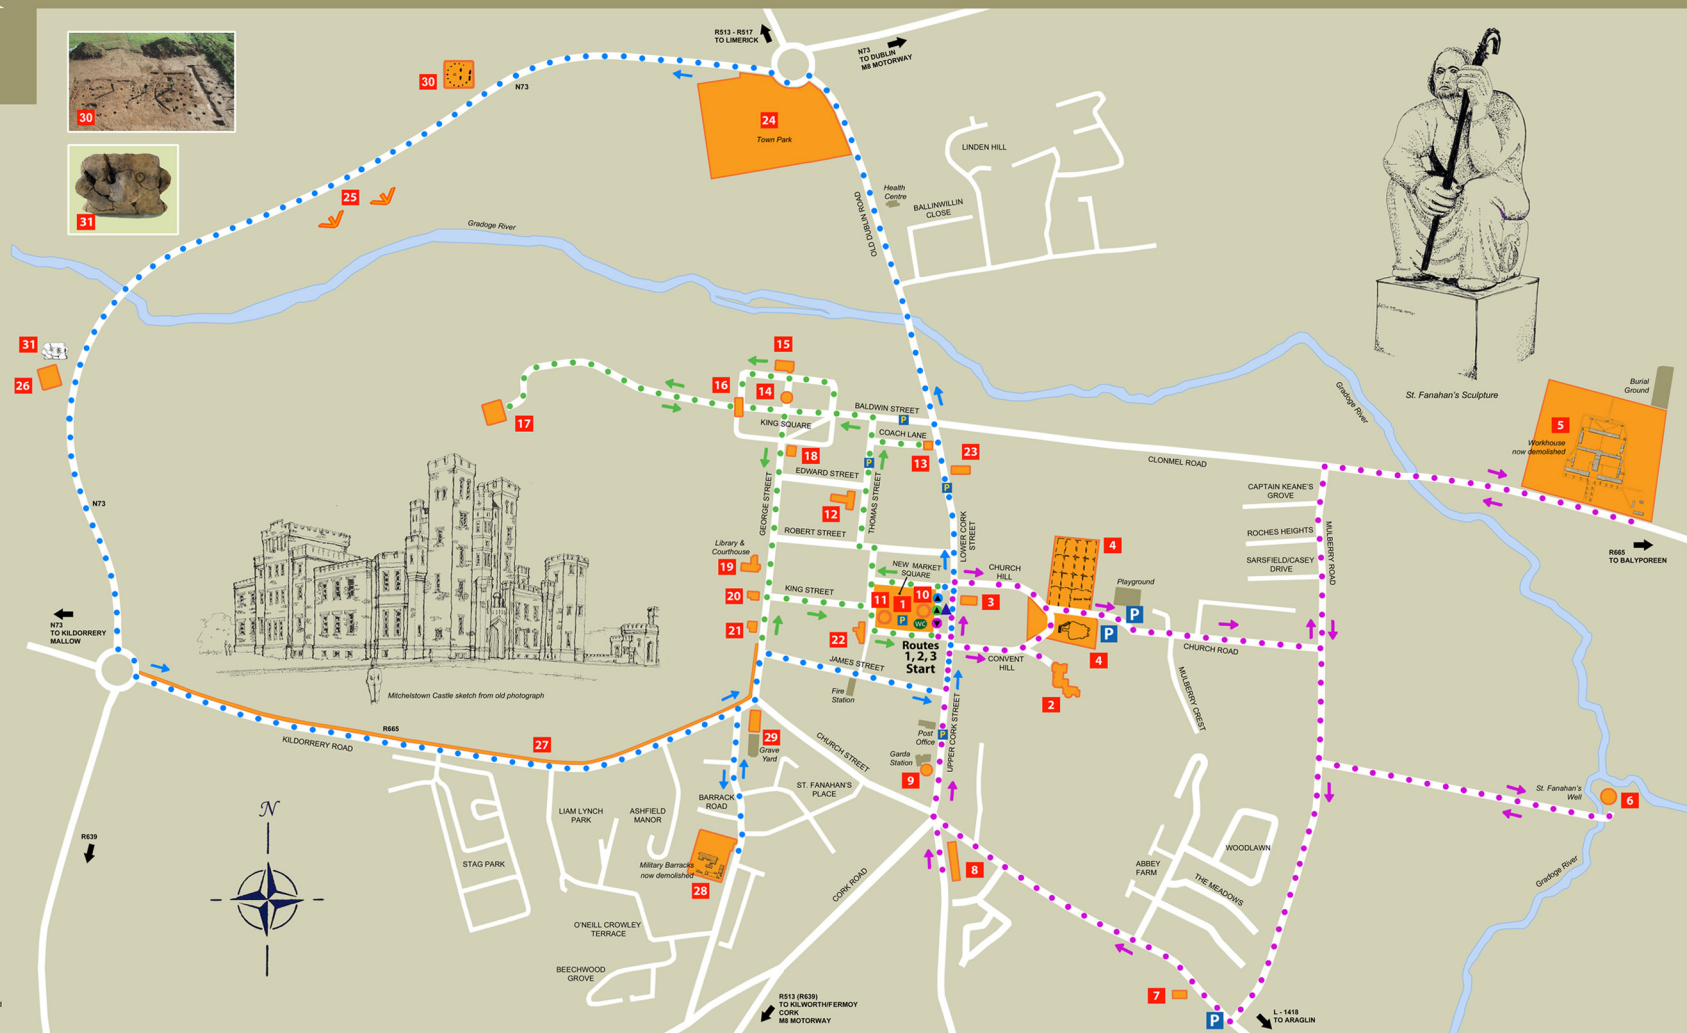 R513 - R517
TO LIMERICK
N73
TO DUBLIN
M8 MOTORWAY
30
30
N73
24
Town Park
LINDEN HILL
31
25
Health
Centre
BALLINWILLIN
CLOSE
OLD DUBLIN ROAD
Gradoge River
St. Fanahan's Sculpture
Gradoge River
Burial
Ground
31
26
15
16
14
17
BALDWIN STREET
P
KING SQUARE
COACH LANE
13
23
18
P
EDWARD STREET
P
12
GEORGE STREET
THOMAS STREET
ROBERT STREET
LOWER CORK
STREET
CLONMEL ROAD
5
Workhouse
now demolished
CAPTAIN KEANE'S
GROVE
ROCHES HEIGHTS
SARSFIELD/CASEY
DRIVE
MULBERRY ROAD
R665
TO BALYPOREEN
N73
Library &
Courthouse
19
NEW MARKET
SQUARE
CHURCH
HILL
4
Playground
KING STREET
20
11
1
10
3
P
WC
P
P
21
22
Routes
1, 2, 3
Start
4
CONVENT
HILL
2
CHURCH ROAD
MULBERRY CREST
N73
TO KILDORRERY
MALLOW
JAMES STREET
Fire
Station
Mitchelstown Castle sketch from old photograph
R665
KILDORRERY ROAD
27
29
Grave
Yard
CHURCH STREET
Post
Office
P
UPPER CORK STREET
Garda
Station
9
BARRACK
ROAD
ST. FANAHAN'S
PLACE
St. Fanahan's
Well
6
N
LIAM LYNCH
PARK
ASHFIELD
MANOR
R639
STAG PARK
Military Barracks
now demolished
28
8
CORK ROAD
ABBEY
FARM
WOODLAWN
THE MEADOWS
Gradoge River
O'NEILL CROWLEY
TERRACE
BEECHWOOD
GROVE
7
P
R513 (R639)
TO KILWORTH/FERMOY
CORK
M8 MOTORWAY
L - 1418
TO ARAGLIN